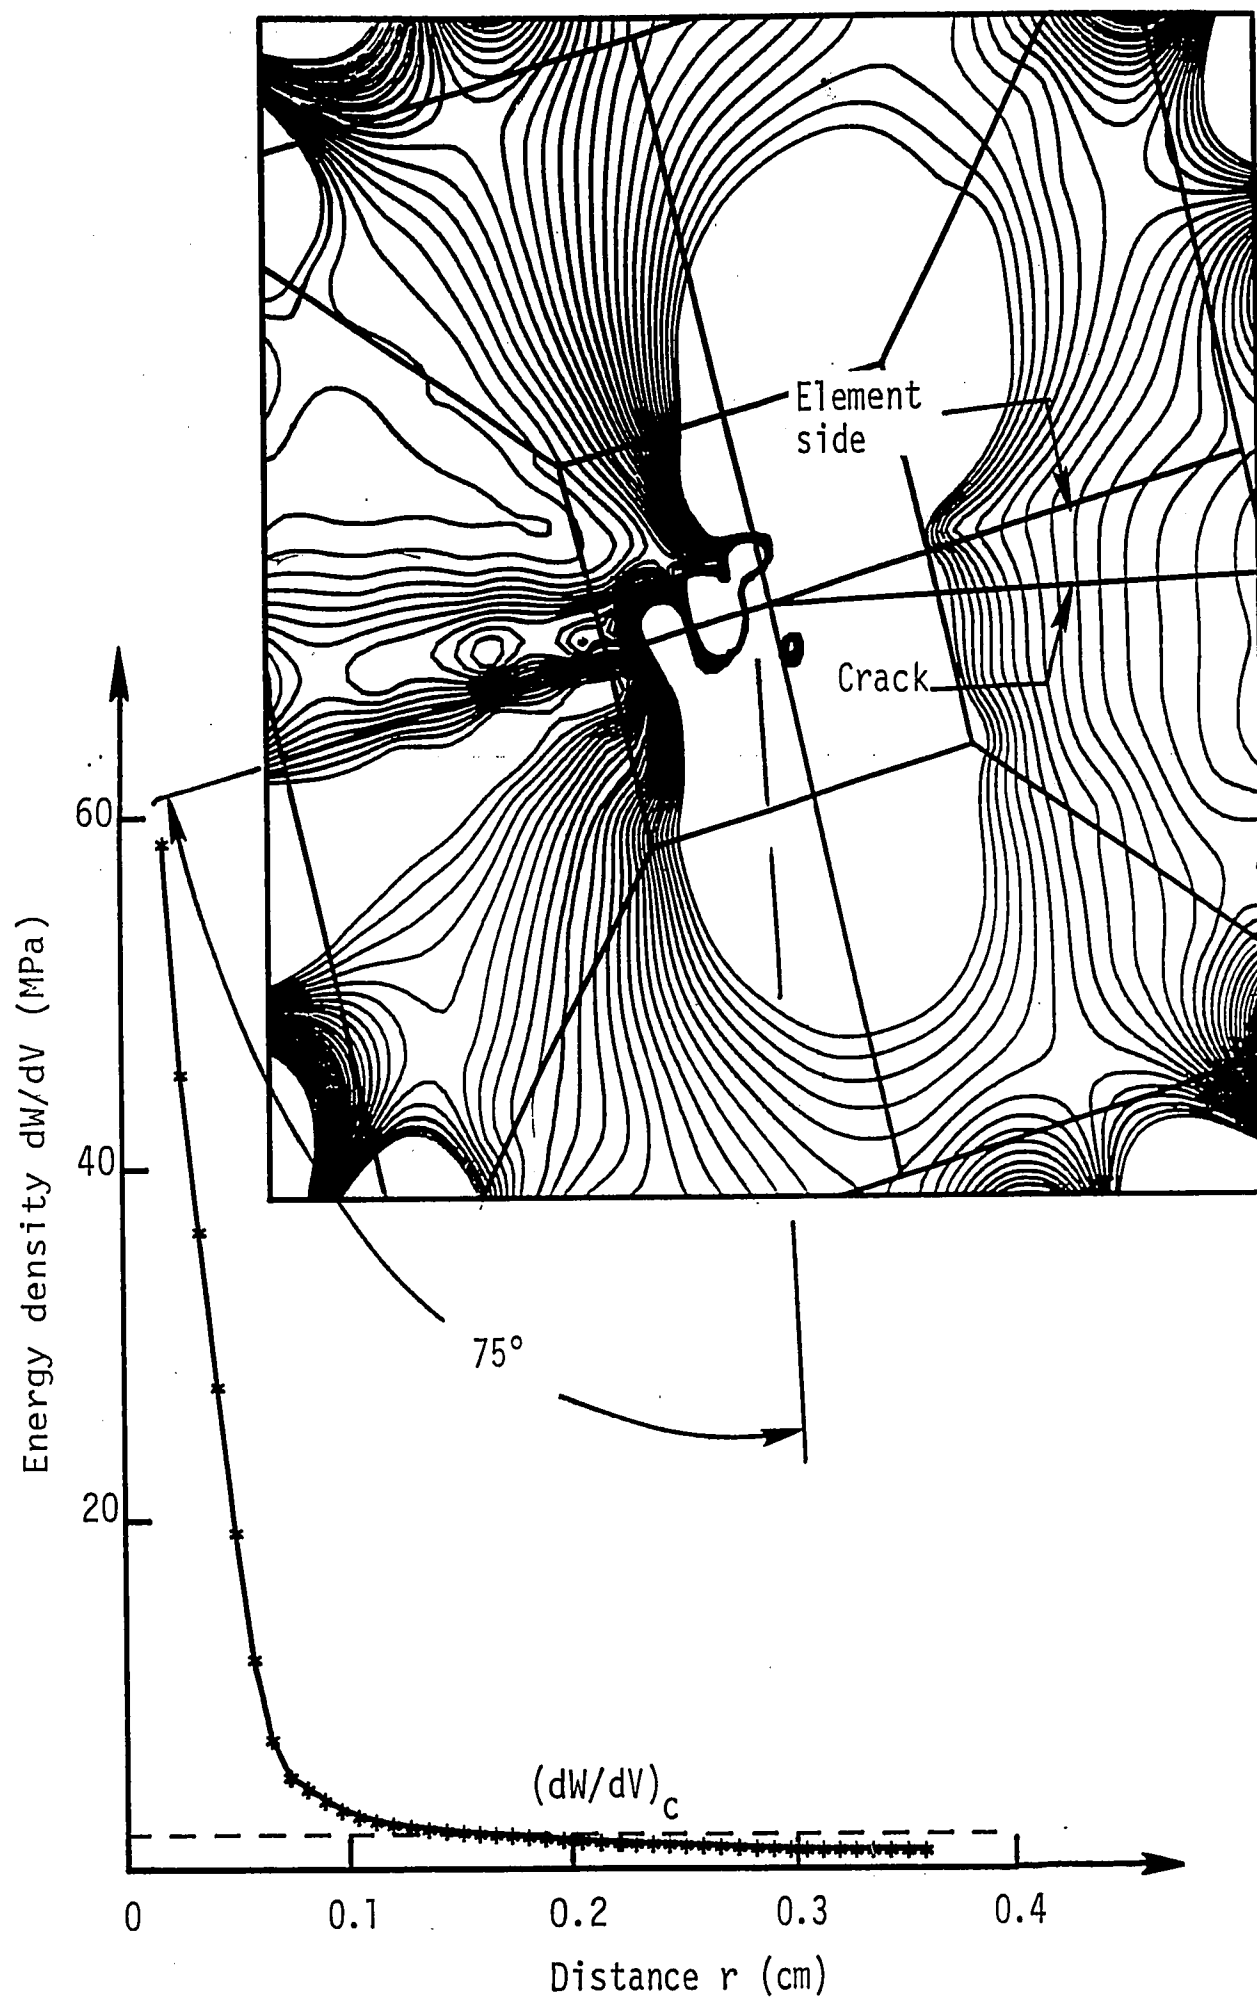 Element
side
Crack
60
40
20
Energy density dW/dV (MPa)
75°
(dW/dV)c
0
0.1
0.2
0.3
0.4
Distance r (cm)